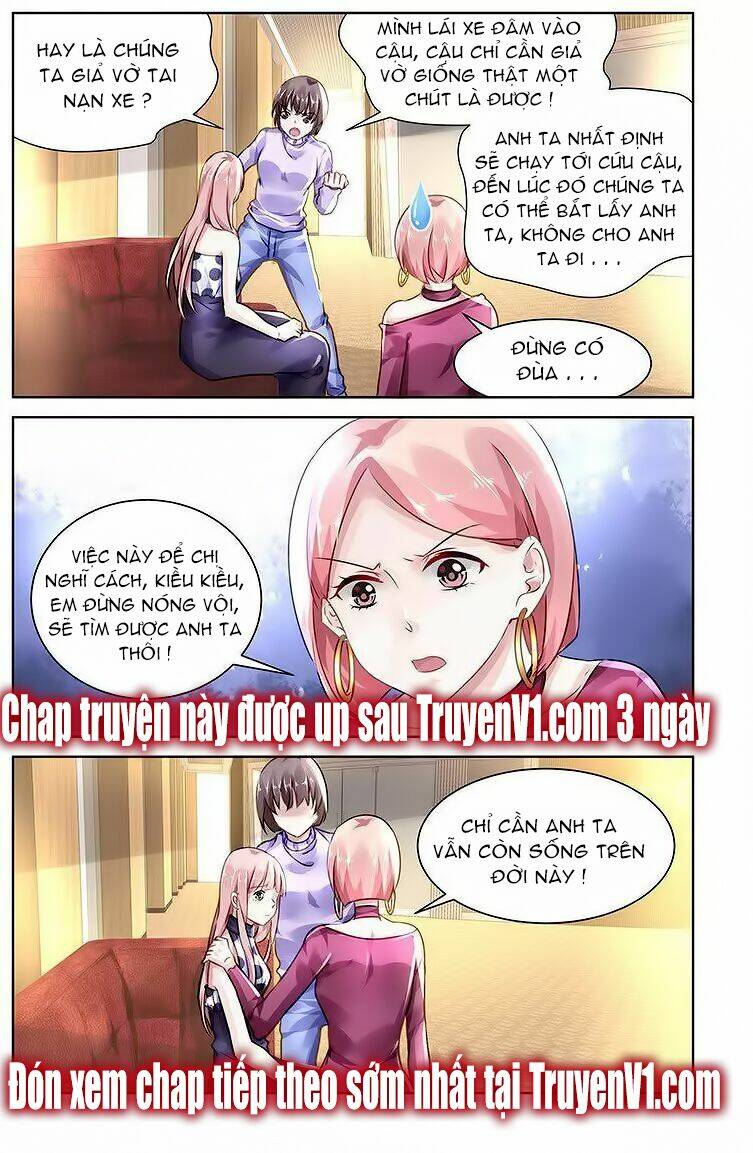 HAY LÀ CHÚNG
TA GIẢ VỜ TAI
NẠN XE ?
MÌNH LÁI XE ĐÂM VÀO
CẬU, CẬU CHỈ CẦN GIẢ
VỜ GIỐNG THẬT MỘT
CHÚT LÀ ĐƯỢC !
ANH TA NHẤT ĐỊNH
SẼ CHẠY TỚI CỨU CẬU,
ĐẾN LÚC ĐÓ CHÚNG TA
CÓ THỂ BẮT LẤY ANH
TA, KHÔNG CHO ANH
TA ĐI . . .
ĐỪNG CÓ
ĐÙA . . .
VIỆC NÀY ĐỂ CHỊ
NGHĨ CÁCH, KIỀU KIỀU,
EM ĐỪNG NÓNG VỘI,
SẼ TÌM ĐƯỢC ANH TA
THÔI !
Chap truyện này được up sau TruyenV1.com 3 ngày
CHỈ CẦN ANH TA
VẪN CÒN SỐNG TRÊN
ĐỜI NÀY !
Đón xem chap tiếp theo sớm nhất tại TruyenV1.com